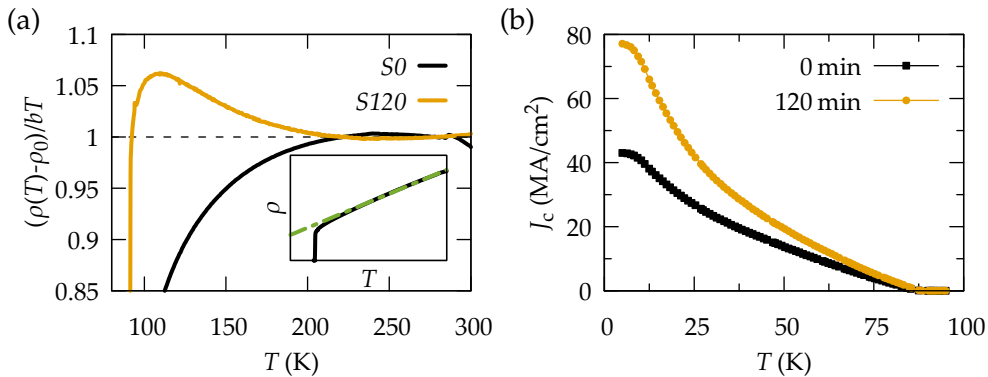 (a)
(ρ(T)-ρ0)/bT
1.1
1.05
1
0.95
0.9
0.85
S0
S120
ρ
T
100
150
200
250
300
T (K)
(b)
Jc (MA/cm²)
80
60
40
20
0
0 min
120 min
0
25
50
75
100
T (K)